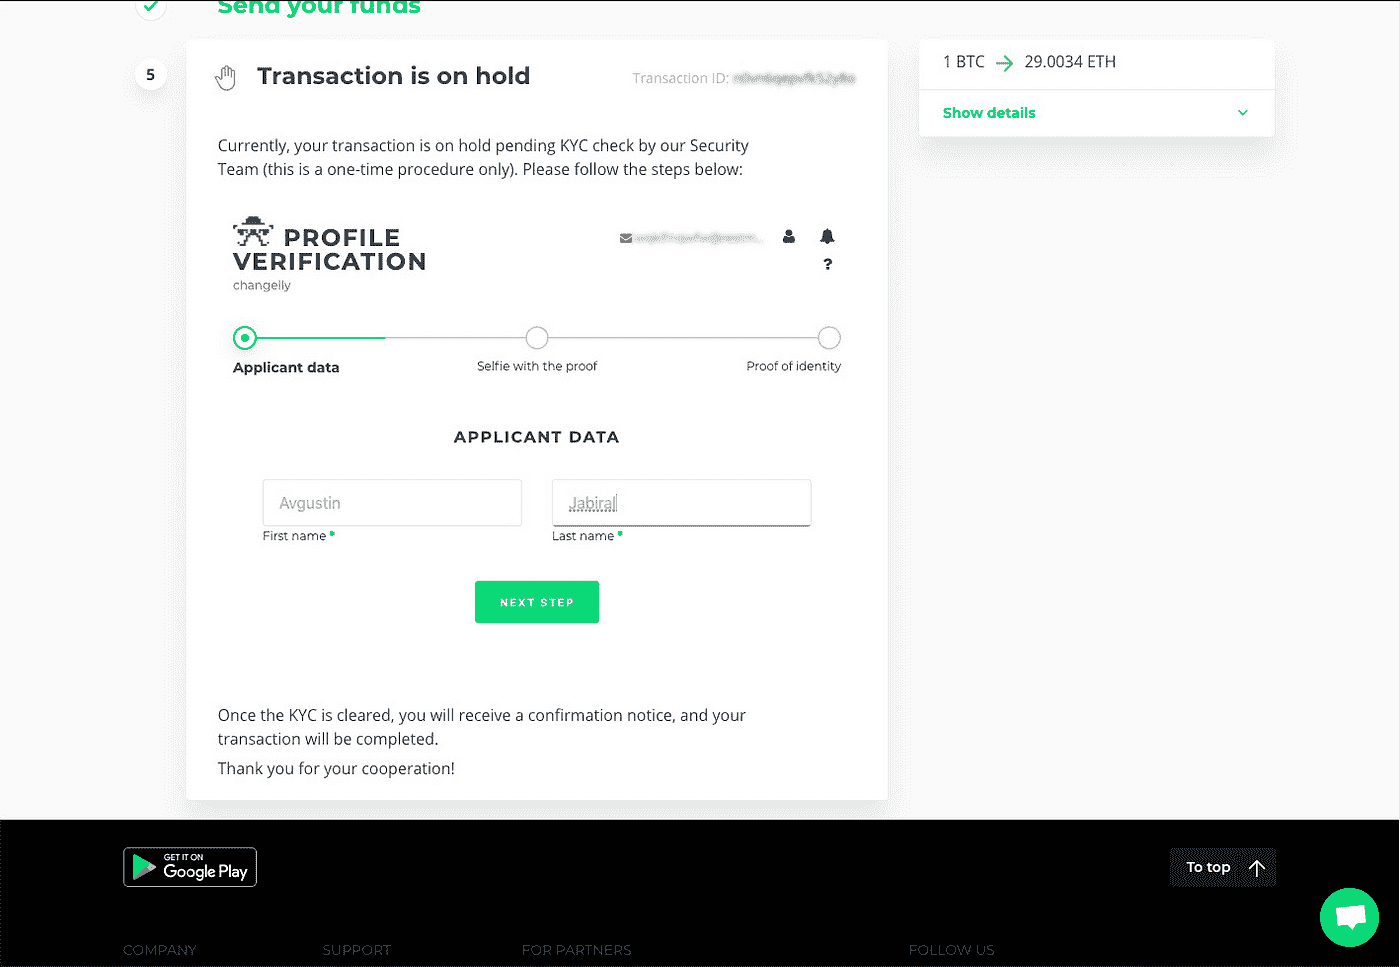 Send your funds
5
Transaction is on hold
Transaction ID:
1 BTC → 29.0034 ETH
Show details
Currently, your transaction is on hold pending KYC check by our Security
Team (this is a one-time procedure only). Please follow the steps below:
PROFILE
VERIFICATION
changelly
?
Applicant data
Selfie with the proof
Proof of identity
APPLICANT DATA
Avgustin
Jabiral
First name
Last name
NEXT STEP
Once the KYC is cleared, you will receive a confirmation notice, and your
transaction will be completed.
Thank you for your cooperation!
GET IT ON
Google Play
To top
COMPANY
SUPPORT
FOR PARTNERS
FOLLOW US